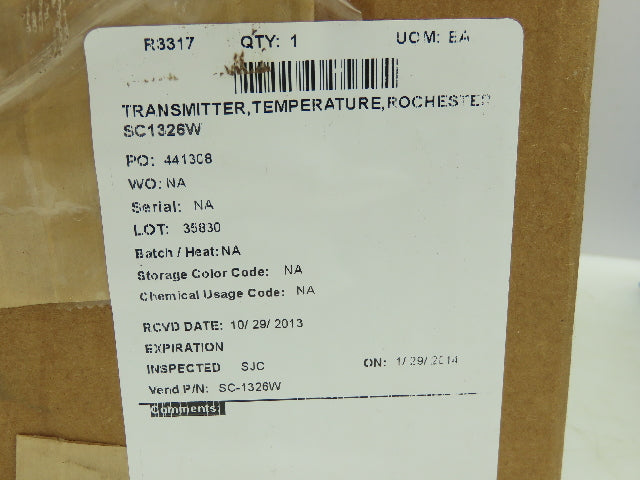 R3317 QTY: 1 UOM: EA
TRANSMITTER,TEMPERATURE,ROCHESTER
SC1326W
PO: 441308
WO: NA
Serial: NA
LOT: 35830
Batch / Heat: NA
Storage Color Code: NA
Chemical Usage Code: NA
RCVD DATE: 10/ 29/ 2013
EXPIRATION
INSPECTED SJC ON: 1/ 29/ 2014
Vend P/N: SC-1326W
Comments: